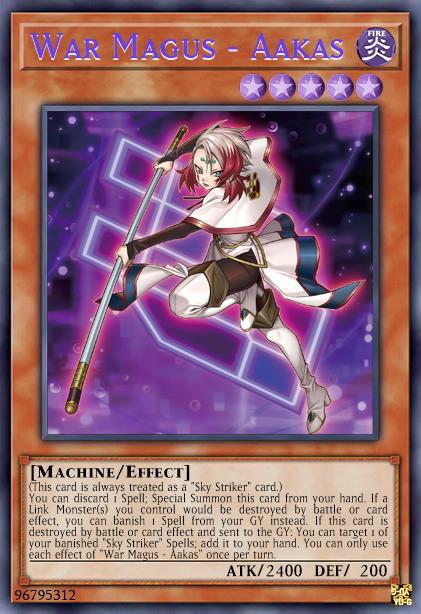 War Magus - Aakas
FIRE
炎
[Machine/Effect]
(This card is always treated as a "Sky Striker" card.)
You can discard 1 Spell; Special Summon this card from your hand. If a
Link Monster(s) you control would be destroyed by battle or card
effect, you can banish 1 Spell from your GY instead. If this card is
destroyed by battle or card effect and sent to the GY: You can target 1 of
your banished "Sky Striker" Spells; add it to your hand. You can only use
each effect of "War Magus - Aakas" once per turn.
ATK/2400 DEF/ 200
96795312